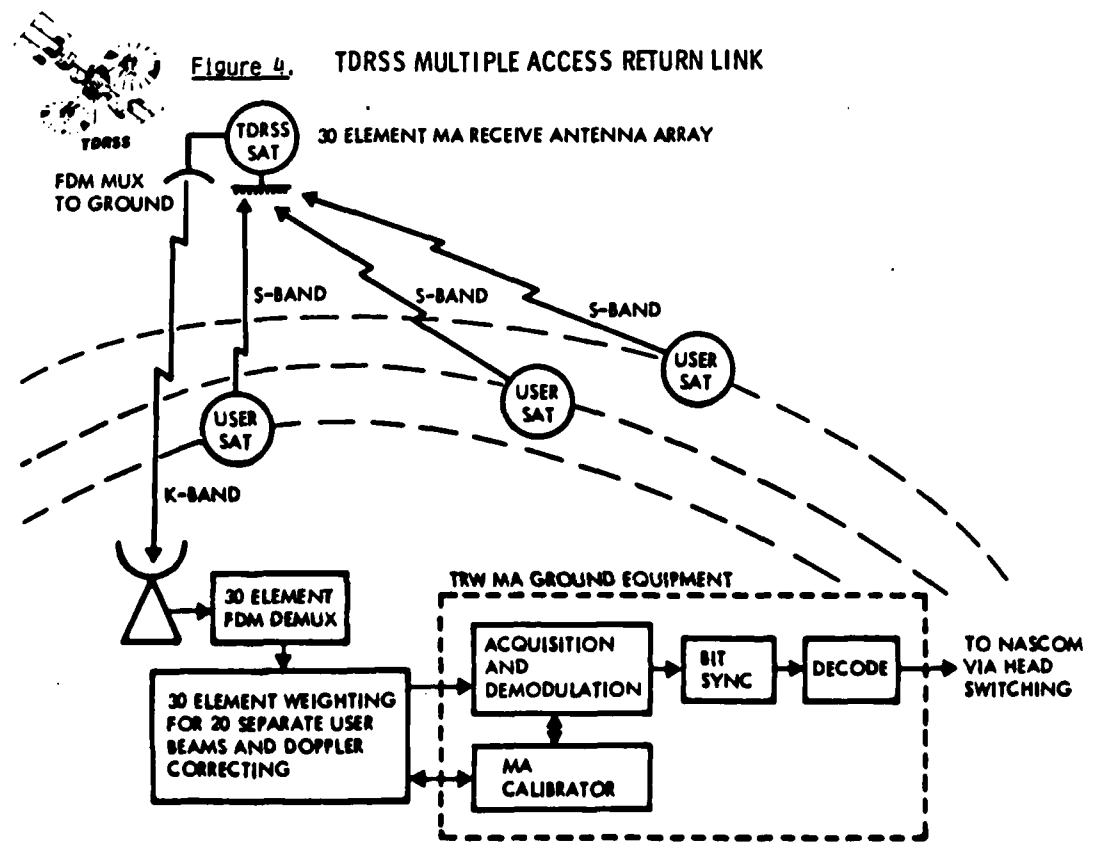 Figure 4. TDRSS MULTIPLE ACCESS RETURN LINK
TDRSS
TDRSS
SAT
30 ELEMENT MA RECEIVE ANTENNA ARRAY
FDM MUX
TO GROUND
S-BAND
S-BAND
S-BAND
USER
SAT
USER
SAT
USER
SAT
K-BAND
30 ELEMENT
FDM DEMUX
TRW MA GROUND EQUIPMENT
30 ELEMENT WEIGHTING
FOR 20 SEPARATE USER
BEAMS AND DOPPLER
CORRECTING
ACQUISITION
AND
DEMODULATION
BIT
SYNC
DECODE
TO NASCOM
VIA HEAD
SWITCHING
MA
CALIBRATOR